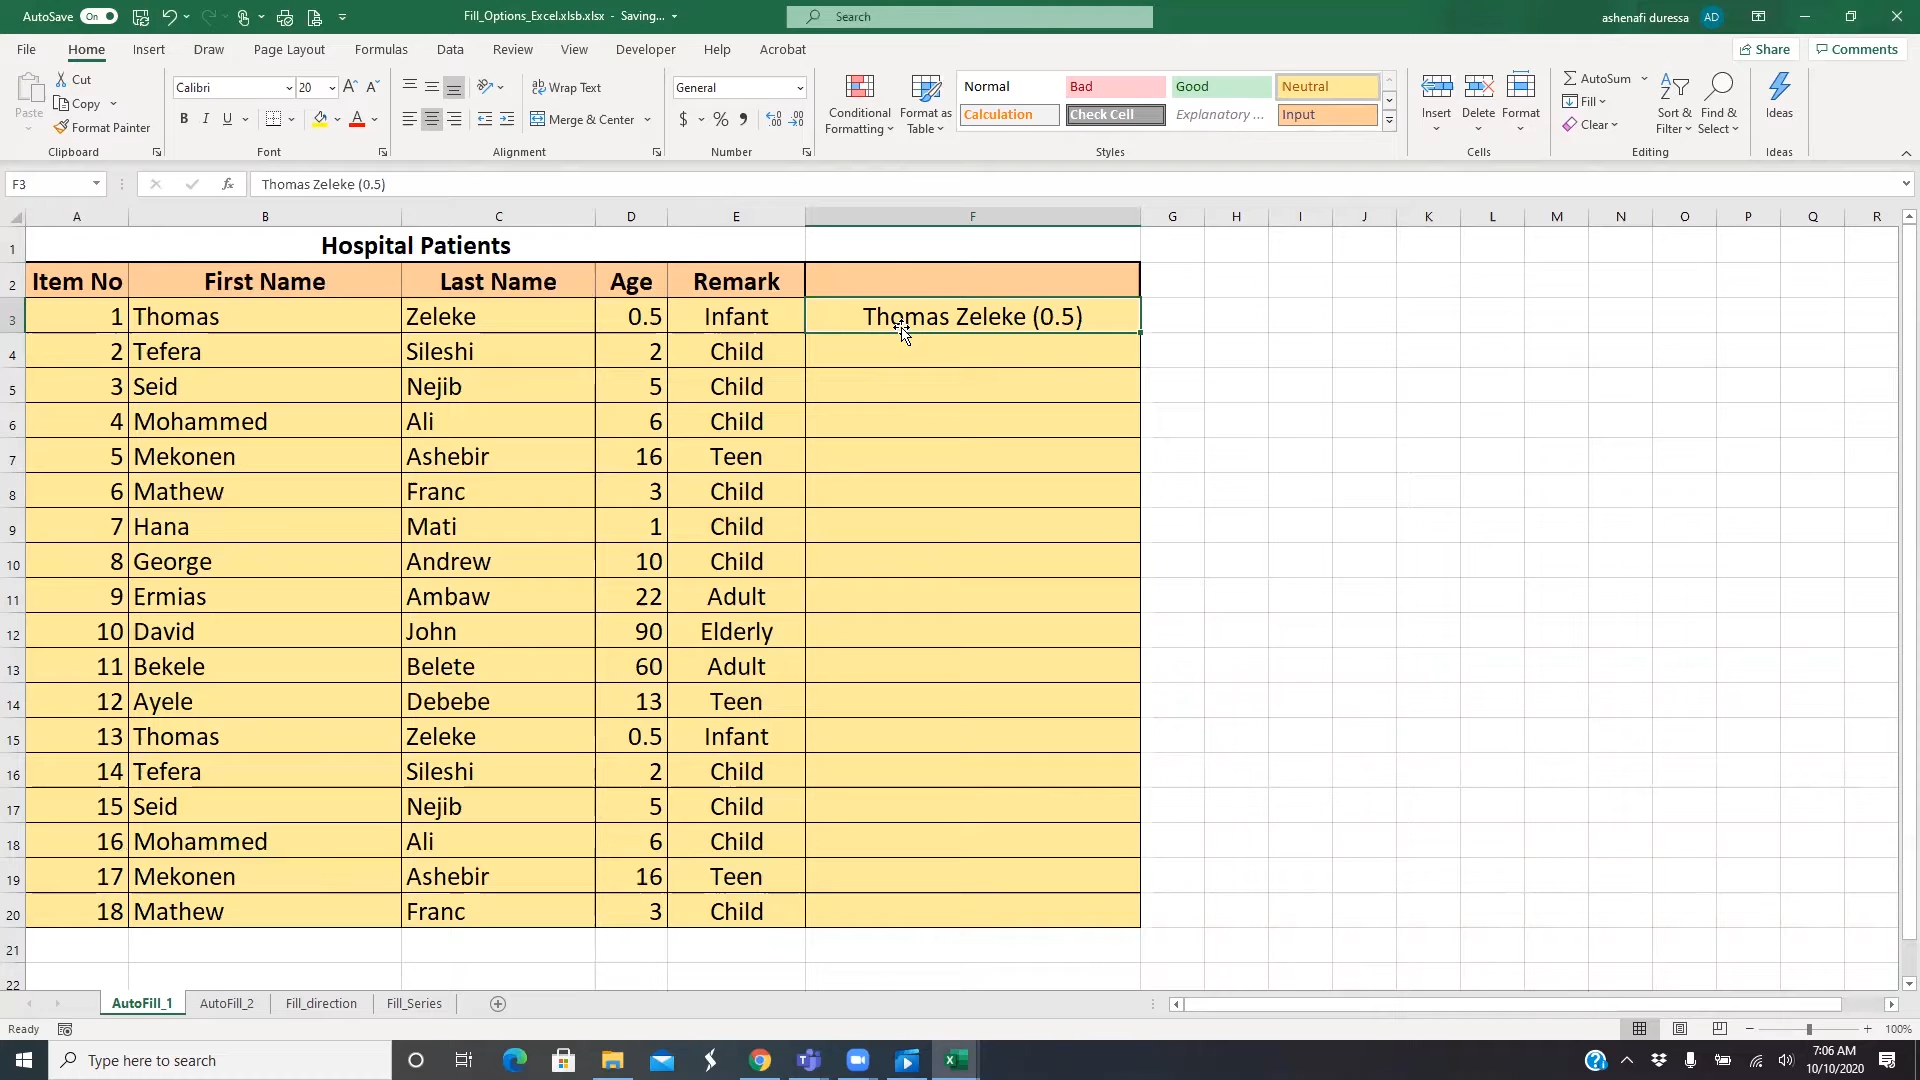 AutoSave On Fill_Options_Excel.xlsb.xlsx - Saving... Search ashenafi duressa AD
File Home Insert Draw Page Layout Formulas Data Review View Developer Help Acrobat Share Comments
Paste Cut Copy Format Painter Clipboard
Calibri 20 A A B I U A Font
Wrap Text Merge & Center Alignment
General $ % Number
Conditional Formatting Format as Table
Normal Bad Good Neutral
Calculation Check Cell Explanatory ... Input
Styles
Insert Delete Format Cells
AutoSum Fill Clear Sort & Filter Find & Select Editing
Ideas Ideas
F3 fx Thomas Zeleke (0.5)
A B C D E F G H I J K L M N O P Q R
1 Hospital Patients
2 Item No First Name Last Name Age Remark
3 1 Thomas Zeleke 0.5 Infant Thomas Zeleke (0.5)
4 2 Tefera Sileshi 2 Child
5 3 Seid Nejib 5 Child
6 4 Mohammed Ali 6 Child
7 5 Mekonen Ashebir 16 Teen
8 6 Mathew Franc 3 Child
9 7 Hana Mati 1 Child
10 8 George Andrew 10 Child
11 9 Ermias Ambaw 22 Adult
12 10 David John 90 Elderly
13 11 Bekele Belete 60 Adult
14 12 Ayele Debebe 13 Teen
15 13 Thomas Zeleke 0.5 Infant
16 14 Tefera Sileshi 2 Child
17 15 Seid Nejib 5 Child
18 16 Mohammed Ali 6 Child
19 17 Mekonen Ashebir 16 Teen
20 18 Mathew Franc 3 Child
21
22
AutoFill_1 AutoFill_2 Fill_direction Fill_Series
Ready 100%
Type here to search 7:06 AM
10/10/2020